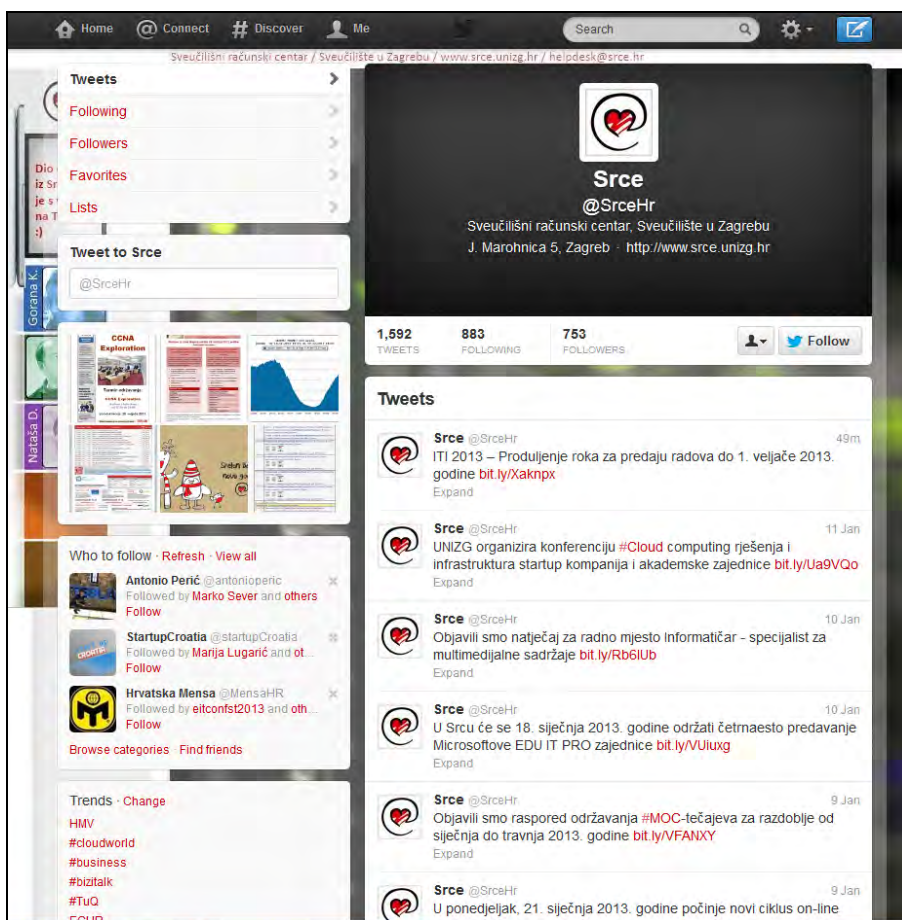 Home
Connect
Discover
Me
Search
Sveučilišni računski centar / Sveučilište u Zagrebu / www.srce.unizg.hr / helpdesk@srce.hr
Tweets
Following
Followers
Favorites
Lists
Dio
iz Sr
je s
na T
:)
Gorana K.
Nataša D.
Tweet to Srce
@SrceHr
CCNA
Exploration
Who to follow · Refresh · View all
Antonio Perić @antonioperic
Followed by Marko Sever and others
Follow
StartupCroatia @startupCroatia
Followed by Marija Lugarić and ot...
Follow
Hrvatska Mensa @MensaHR
Followed by eitconfst2013 and oth...
Follow
Browse categories · Find friends
Trends · Change
HMV
#cloudworld
#business
#bizitalk
#TuQ
Srce
@SrceHr
Sveučilišni računski centar, Sveučilište u Zagrebu
J. Marohnica 5, Zagreb · http://www.srce.unizg.hr
1,592
TWEETS
883
FOLLOWING
753
FOLLOWERS
Follow
Tweets
Srce @SrceHr 49m
ITI 2013 – Produljenje roka za predaju radova do 1. veljače 2013.
godine bit.ly/Xaknpx
Expand
Srce @SrceHr 11 Jan
UNIZG organizira konferenciju #Cloud computing rješenja i
infrastruktura startup kompanija i akademske zajednice bit.ly/Ua9VQo
Expand
Srce @SrceHr 10 Jan
Objavili smo natječaj za radno mjesto Informatičar - specijalist za
multimedijalne sadržaje bit.ly/Rb6lUb
Expand
Srce @SrceHr 10 Jan
U Srcu će se 18. siječnja 2013. godine održati četrnaesto predavanje
Microsoftove EDU IT PRO zajednice bit.ly/VUiuxg
Expand
Srce @SrceHr 9 Jan
Objavili smo raspored održavanja #MOC-tečajeva za razdoblje od
siječnja do travnja 2013. godine bit.ly/VFANXY
Expand
Srce @SrceHr 9 Jan
U ponedjeljak, 21. siječnja 2013. godine počinje novi ciklus on-line